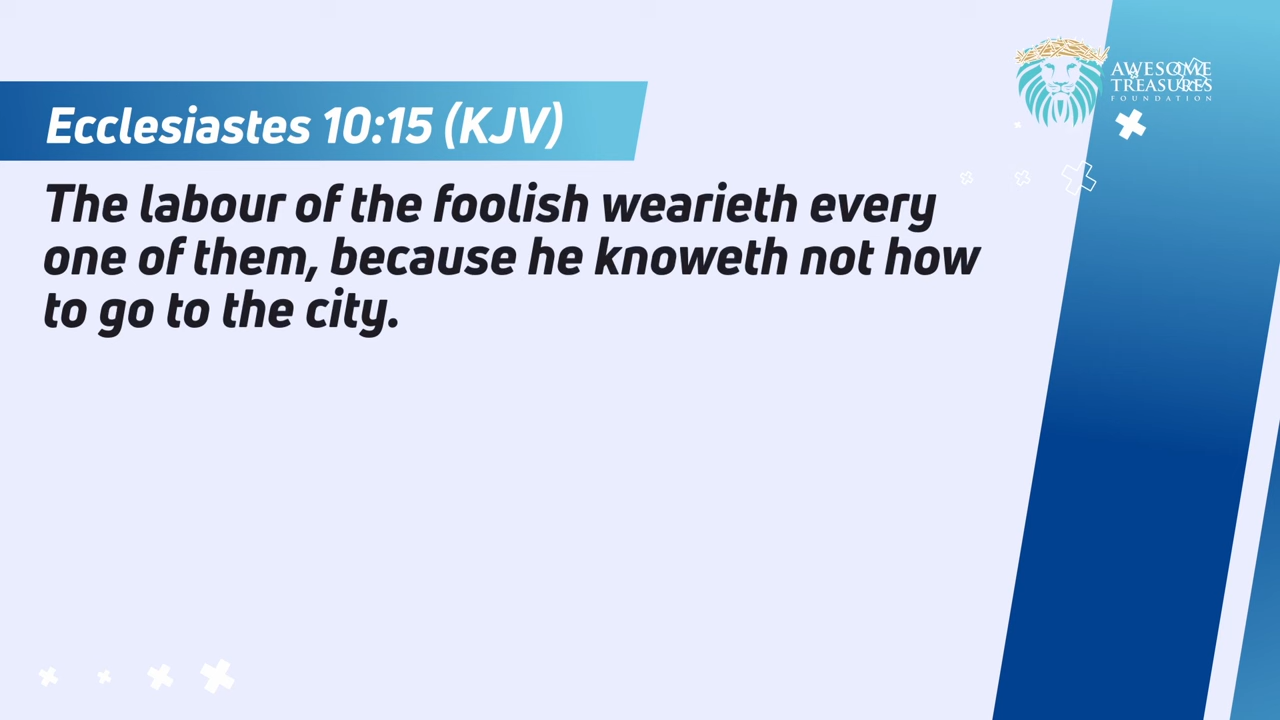 AWESOME
TREASURES
FOUNDATION
Ecclesiastes 10:15 (KJV)
The labour of the foolish wearieth every
one of them, because he knoweth not how
to go to the city.